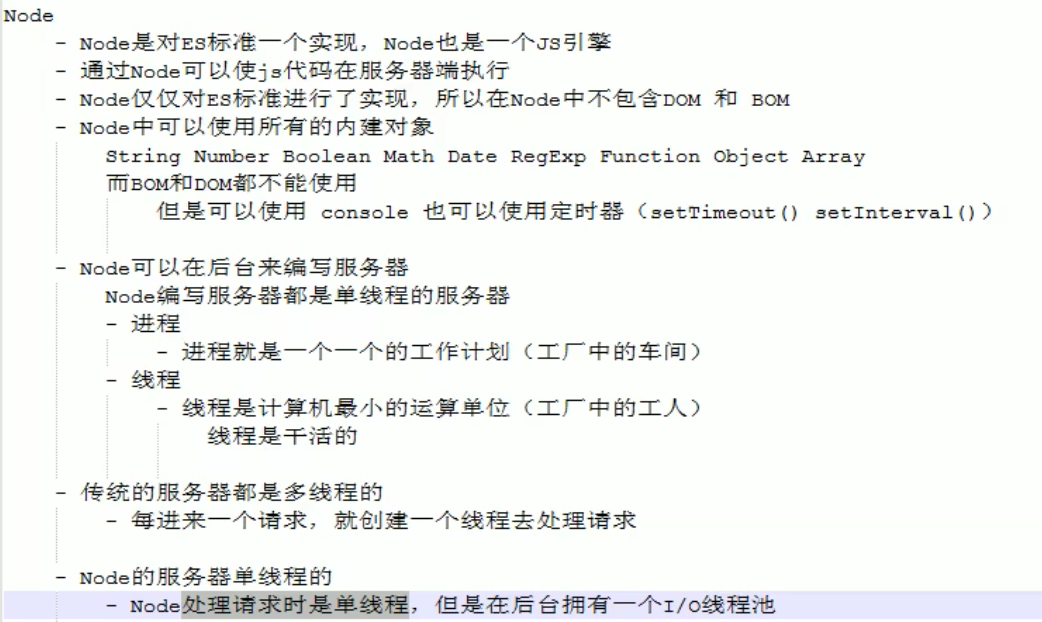 Node
- Node是对ES标准一个实现，Node也是一个JS引擎
- 通过Node可以使js代码在服务器端执行
- Node仅仅对ES标准进行了实现，所以在Node中不包含DOM 和 BOM
- Node中可以使用所有的内建对象
String Number Boolean Math Date RegExp Function Object Array
而BOM和DOM都不能使用
但是可以使用 console 也可以使用定时器（setTimeout() setInterval()）
- Node可以在后台来编写服务器
Node编写服务器都是单线程的服务器
- 进程
- 进程就是一个一个的工作计划（工厂中的车间）
- 线程
- 线程是计算机最小的运算单位（工厂中的工人）
线程是干活的
- 传统的服务器都是多线程的
- 每进来一个请求，就创建一个线程去处理请求
- Node的服务器单线程的
- Node处理请求时是单线程，但是在后台拥有一个I/O线程池